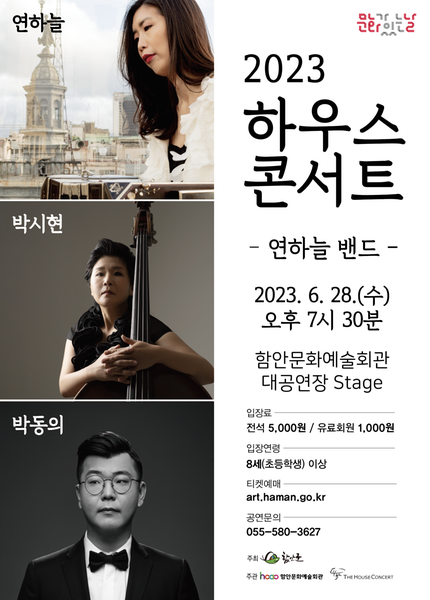 연하늘
박시현
박동의
문화가 있는 날
2023
하우스
콘서트
- 연하늘 밴드 -
2023. 6. 28.(수)
오후 7시 30분
함안문화예술회관
대공연장 Stage
입장료
전석 5,000원 / 유료회원 1,000원
입장연령
8세(초등학생) 이상
티켓예매
art.haman.go.kr
공연문의
055-580-3627
주최 함안군
주관 haac 함안문화예술회관 THE HOUSE CONCERT